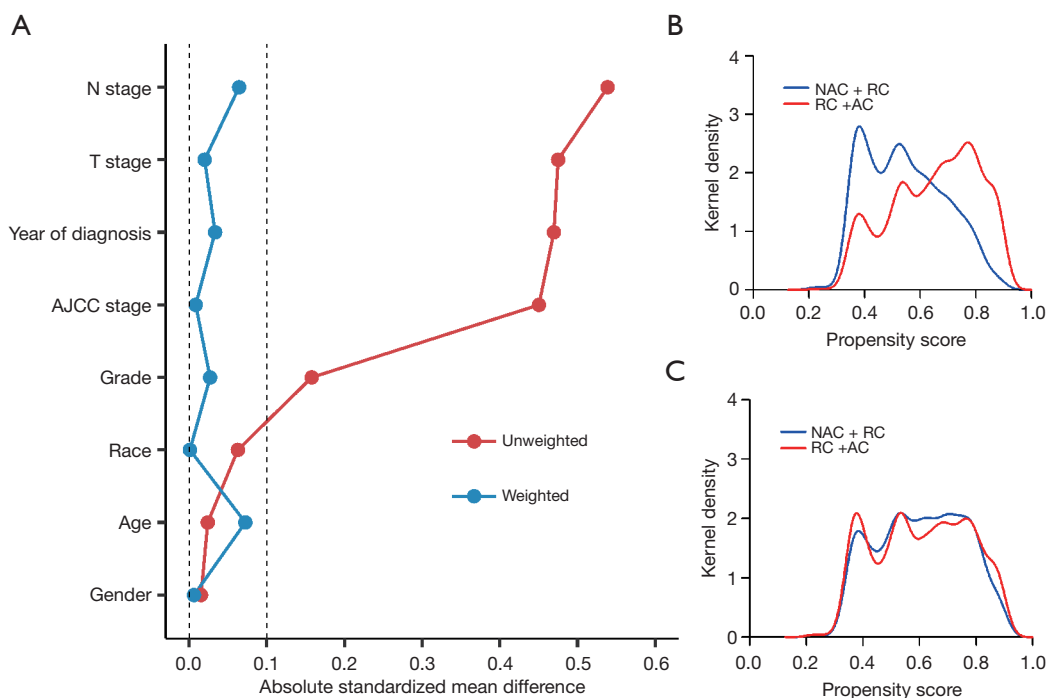 A
N stage
T stage
Year of diagnosis
AJCC stage
Grade
Race
Age
Gender
Unweighted
Weighted
0.0 0.1 0.2 0.3 0.4 0.5 0.6
Absolute standardized mean difference
B
4
3
2
1
0
Kernel density
NAC + RC
RC +AC
0.0 0.2 0.4 0.6 0.8 1.0
Propensity score
C
4
3
2
1
0
Kernel density
NAC + RC
RC +AC
0.0 0.2 0.4 0.6 0.8 1.0
Propensity score